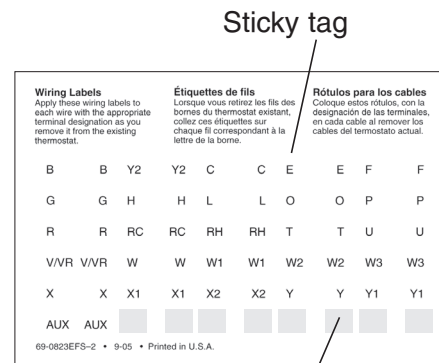 Sticky tag
Wiring Labels
Apply these wiring labels to
each wire with the appropriate
terminal designation as you
remove it from the existing
thermostat.
Étiquettes de fils
Lorsque vous retirez les fils des
bornes du thermostat existant,
collez ces étiquettes sur
chaque fil correspondant à la
lettre de la borne.
Rótulos para los cables
Coloque estos rótulos, con la
designación de las terminales,
en cada cable al remover los
cables del termostato actual.
B B Y2 Y2 C C E E F F
G G H H L L O O P P
R R RC RC RH RH T T U U
V/VR V/VR W W W1 W1 W2 W2 W3 W3
X X X1 X1 X2 X2 Y Y Y1 Y1
AUX AUX
69-0823EFS–2 • 9-05 • Printed in U.S.A.